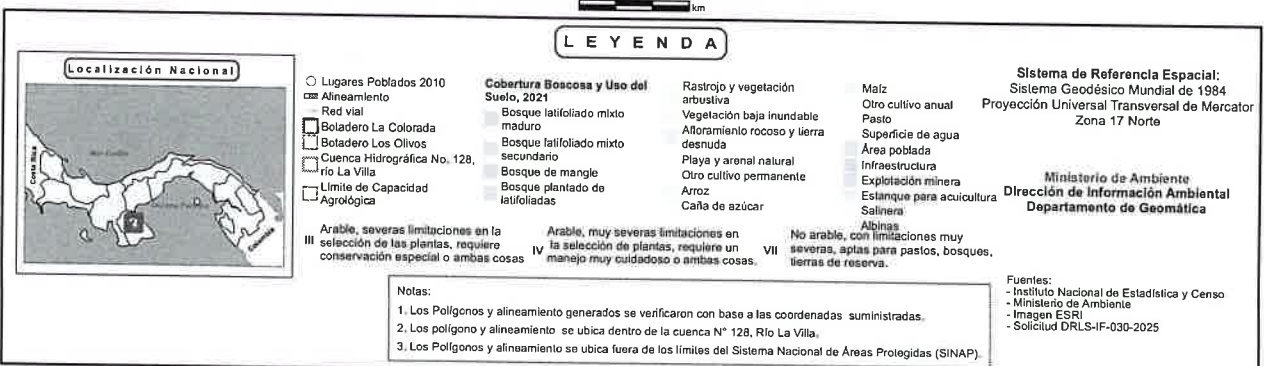 km
LEYENDA
Localización Nacional
Costa Rica
Colombia
○ Lugares Poblados 2010
Alineamiento
Red vial
Botadero La Colorada
Botadero Los Olivos
Cuenca Hidrográfica No. 128,
río La Villa
Límite de Capacidad
Agrológica
Cobertura Boscosa y Uso del
Suelo, 2021
Bosque latifoliado mixto
maduro
Bosque latifoliado mixto
secundario
Bosque de mangle
Bosque plantado de
latifoliadas
Rastrojo y vegetación
arbustiva
Vegetación baja inundable
Afloramiento rocoso y tierra
desnuda
Playa y arenal natural
Otro cultivo permanente
Arroz
Caña de azúcar
Maíz
Otro cultivo anual
Pasto
Superficie de agua
Área poblada
Infraestructura
Explotación minera
Estanque para acuicultura
Salinera
Albinas
III Arable, severas limitaciones en la
selección de las plantas, requiere
conservación especial o ambas cosas
IV Arable, muy severas limitaciones en
la selección de plantas, requiere un
manejo muy cuidadoso o ambas cosas.
VII No arable, con limitaciones muy
severas, aptas para pastos, bosques,
tierras de reserva.
Sistema de Referencia Espacial:
Sistema Geodésico Mundial de 1984
Proyección Universal Transversal de Mercator
Zona 17 Norte
Ministerio de Ambiente
Dirección de Información Ambiental
Departamento de Geomática
Fuentes:
- Instituto Nacional de Estadística y Censo
- Ministerio de Ambiente
- Imagen ESRI
- Solicitud DRLS-IF-030-2025
Notas:
1. Los Polígonos y alineamiento generados se verificaron con base a las coordenadas suministradas.
2. Los polígono y alineamiento se ubica dentro de la cuenca N° 128, Río La Villa.
3. Los Polígonos y alineamiento se ubica fuera de los límites del Sistema Nacional de Áreas Protegidas (SINAP).